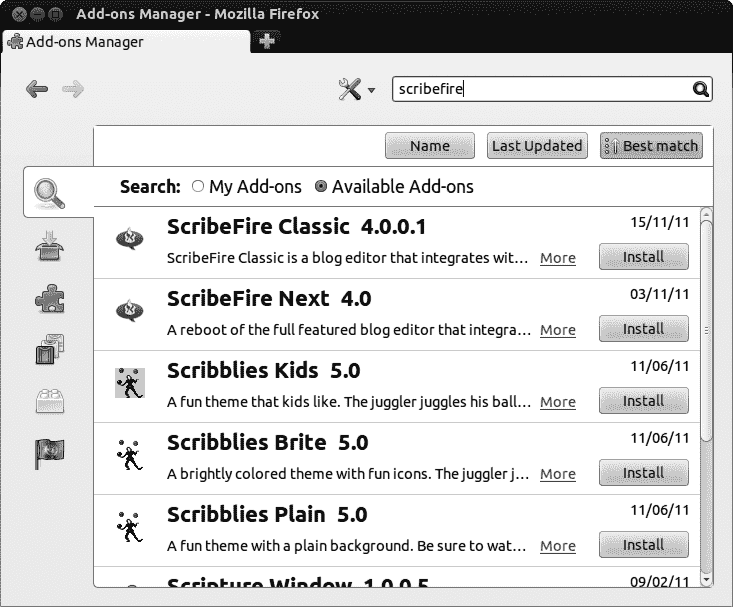 Add-ons Manager - Mozilla Firefox
Add-ons Manager
scribefire
Name Last Updated Best match
Search: My Add-ons Available Add-ons
ScribeFire Classic 4.0.0.1 15/11/11
ScribeFire Classic is a blog editor that integrates wit... More Install
ScribeFire Next 4.0 03/11/11
A reboot of the full featured blog editor that integra... More Install
Scribblies Kids 5.0 11/06/11
A fun theme that kids like. The juggler juggles his ball... More Install
Scribblies Brite 5.0 11/06/11
A brightly colored theme with fun icons. The juggler j... More Install
Scribblies Plain 5.0 11/06/11
A fun theme with a plain background. Be sure to wat... More Install
Scripture Window 1.0.0.5 09/02/11